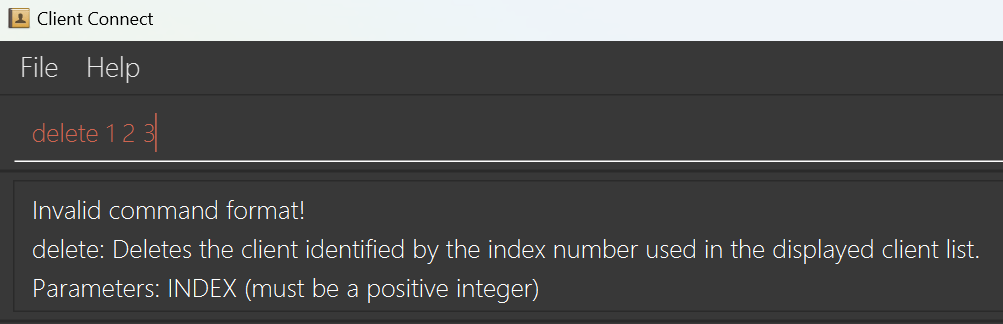 Client Connect
File Help
delete 1 2 3
Invalid command format!
delete: Deletes the client identified by the index number used in the displayed client list.
Parameters: INDEX (must be a positive integer)